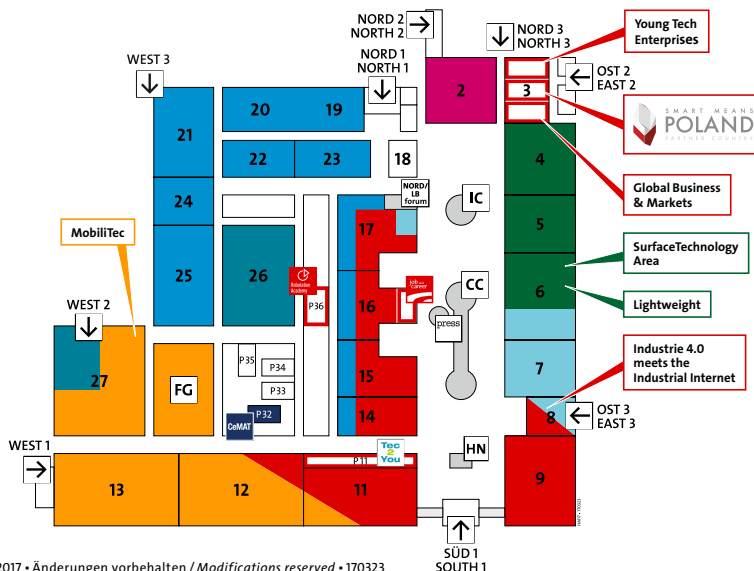 NORD 2
NORTH 2
NORD 3
NORTH 3
Young Tech
Enterprises
NORD 1
NORTH 1
WEST 3
OST 2
EAST 2
2
3
SMART MEANS
POLAND
PARTNER COUNTRY
20
19
21
4
22
23
18
Global Business
& Markets
NORD/
LB
forum
IC
24
MobiliTec
17
5
SurfaceTechnology
Area
25
26
Robotation
Academy
job and
career
CC
6
Lightweight
P36
16
WEST 2
press
Industrie 4.0
meets the
Industrial Internet
P35
P34
7
27
FG
15
P33
P32
CeMAT
14
8
OST 3
EAST 3
WEST 1
Tec
2
You
HN
P11
13
12
11
9
SÜD 1
SOUTH 1
2017 • Änderungen vorbehalten / Modifications reserved • 170323